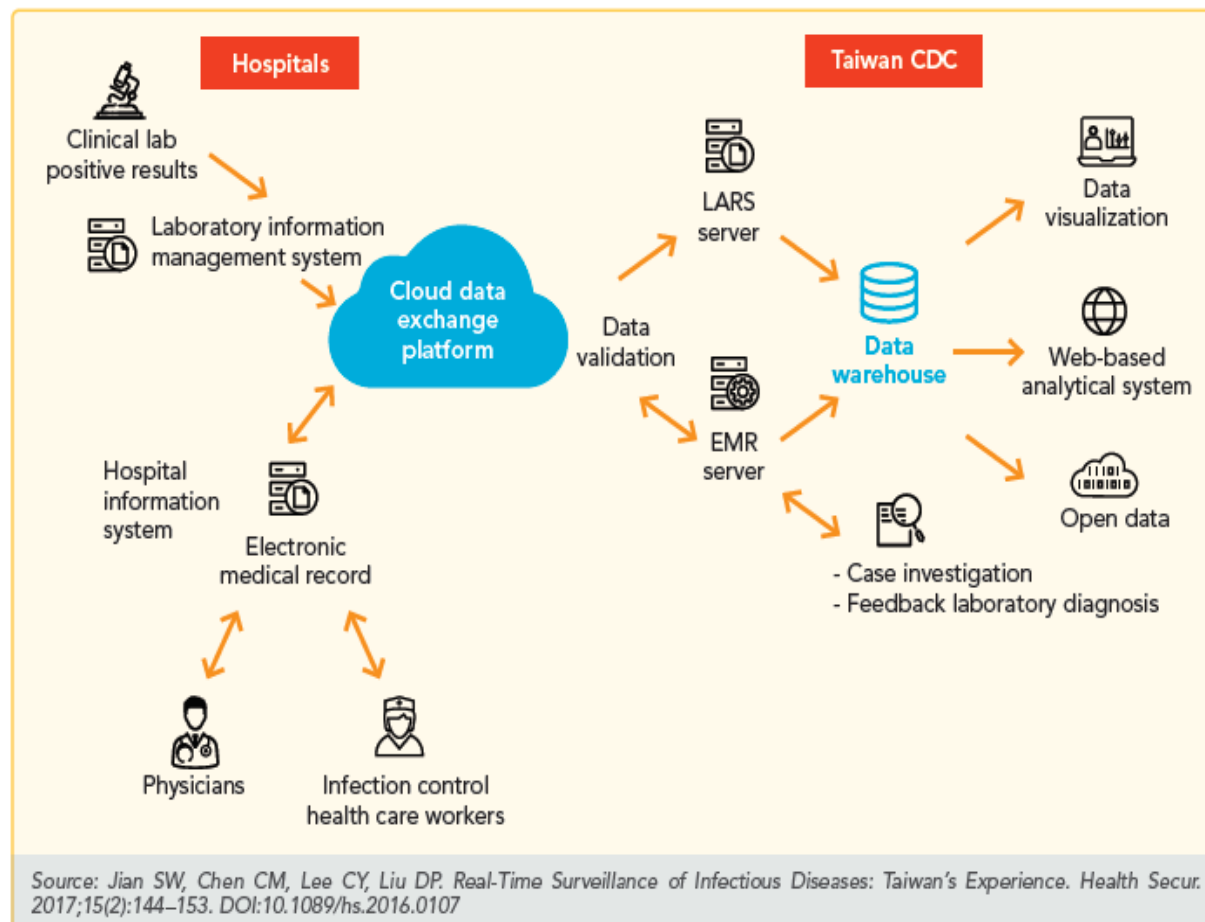 Hospitals
Taiwan CDC
Clinical lab
positive results
Laboratory information
management system
Cloud data
exchange
platform
Data
validation
LARS
server
EMR
server
Data
warehouse
Data
visualization
Web-based
analytical system
Open data
- Case investigation
- Feedback laboratory diagnosis
Hospital
information
system
Electronic
medical record
Physicians
Infection control
health care workers
Source: Jian SW, Chen CM, Lee CY, Liu DP. Real-Time Surveillance of Infectious Diseases: Taiwan's Experience. Health Secur.
2017;15(2):144–153. DOI:10.1089/hs.2016.0107